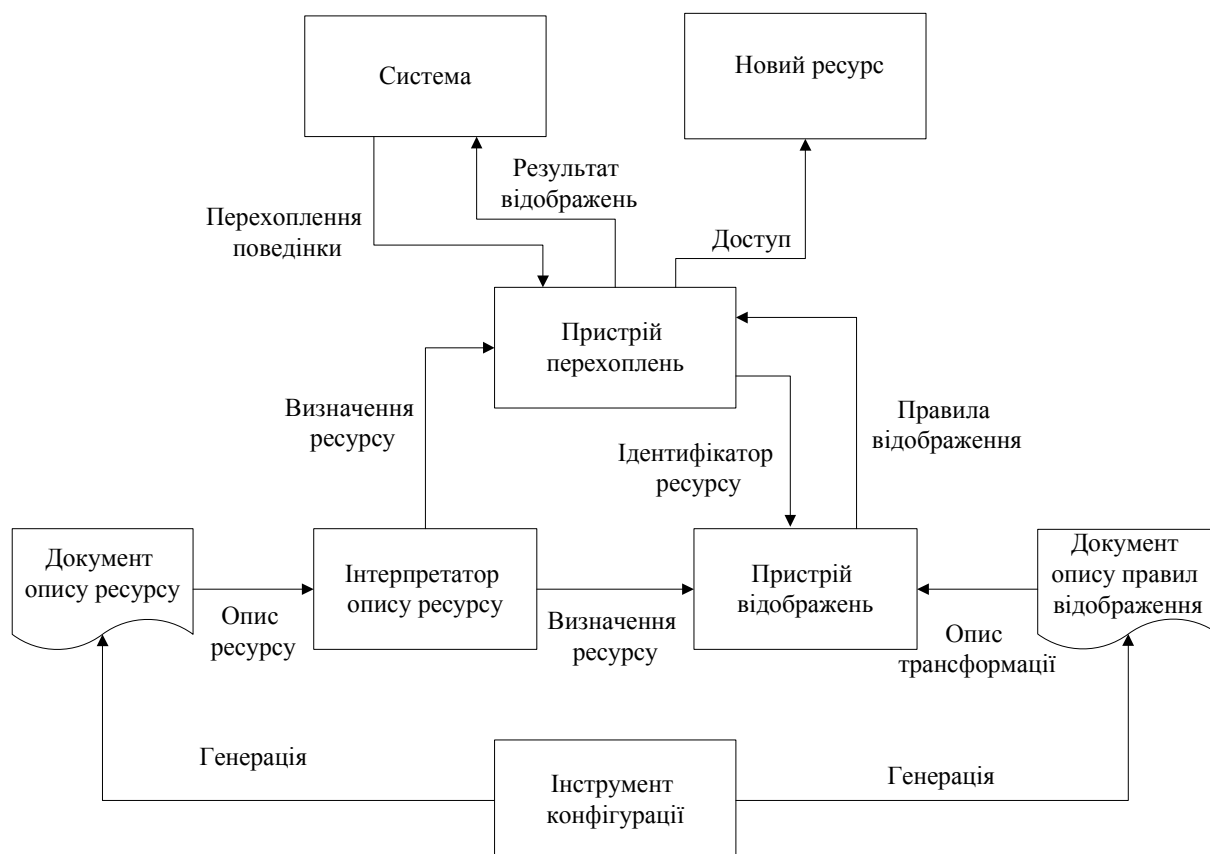 Система
Новий ресурс
Результат
відображень
Перехоплення
поведінки
Доступ
Пристрій
перехоплень
Визначення
ресурсу
Правила
відображення
Ідентифікатор
ресурсу
Документ
опису ресурсу
Опис
ресурсу
Інтерпретатор
опису ресурсу
Визначення
ресурсу
Пристрій
відображень
Документ
опису правил
відображення
Опис
трансформації
Генерація
Інструмент
конфігурації
Генерація